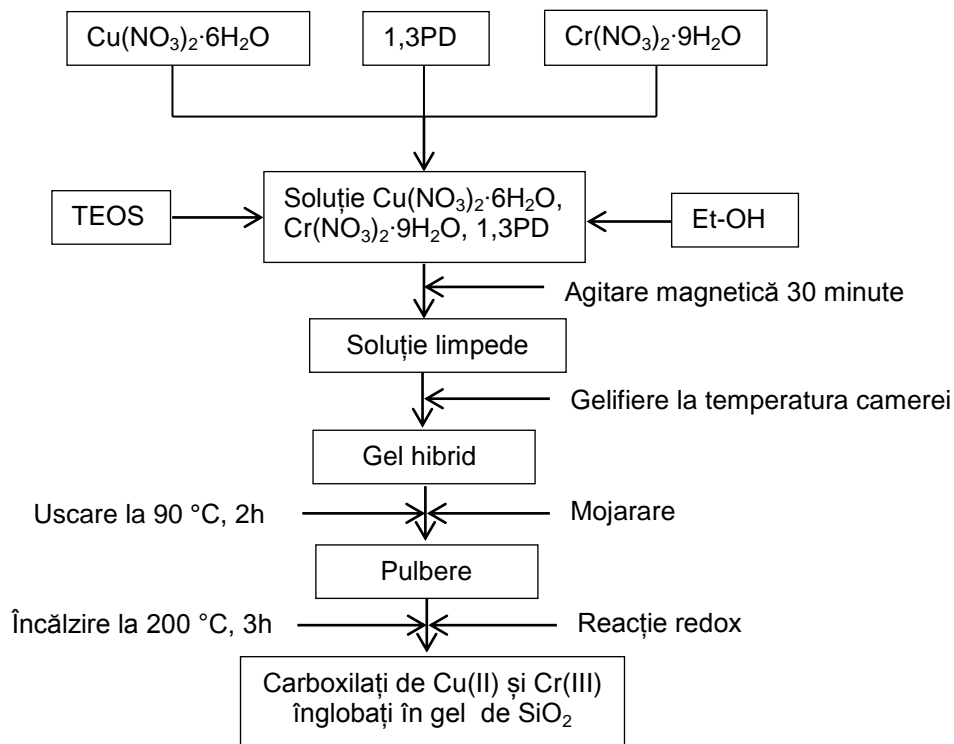 Cu(NO₃)₂·6H₂O
1,3PD
Cr(NO₃)₂·9H₂O
TEOS
Soluție Cu(NO₃)₂·6H₂O,
Cr(NO₃)₂·9H₂O, 1,3PD
Et-OH
Agitare magnetică 30 minute
Soluție limpede
Gelifiere la temperatura camerei
Gel hibrid
Uscare la 90 °C, 2h
Mojarare
Pulbere
Încălzire la 200 °C, 3h
Reacție redox
Carboxilați de Cu(II) și Cr(III)
înglobați în gel de SiO₂